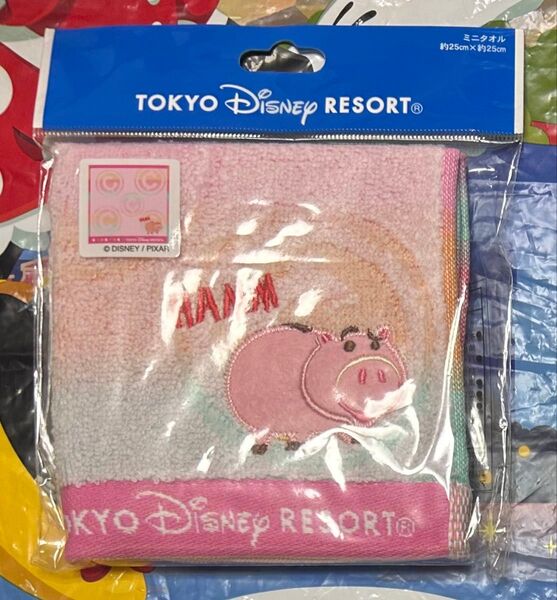 ミニタオル
約25cm×約25cm
TOKYO Disney RESORT®
© DISNEY / PIXAR
HAMM
TOKYO Disney RESORT®